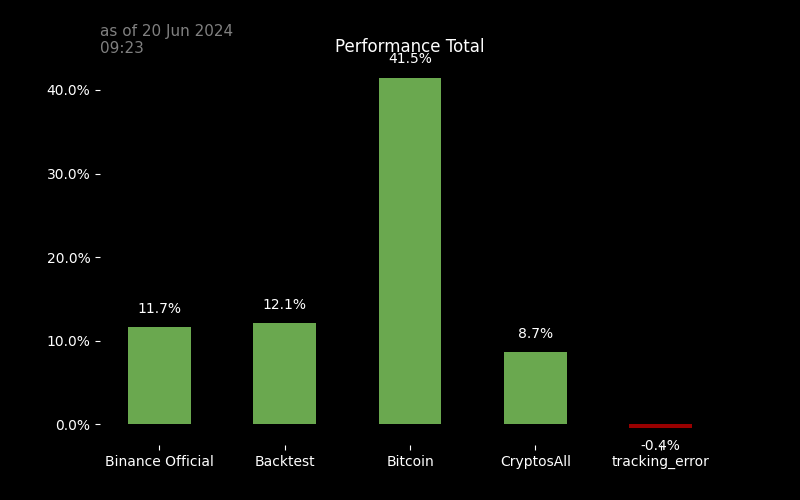 as of 20 Jun 2024
09:23
Performance Total
41.5%
40.0%
30.0%
20.0%
11.7%
12.1%
10.0%
8.7%
0.0%
-0.4%
Binance Official
Backtest
Bitcoin
CryptosAll
tracking_error